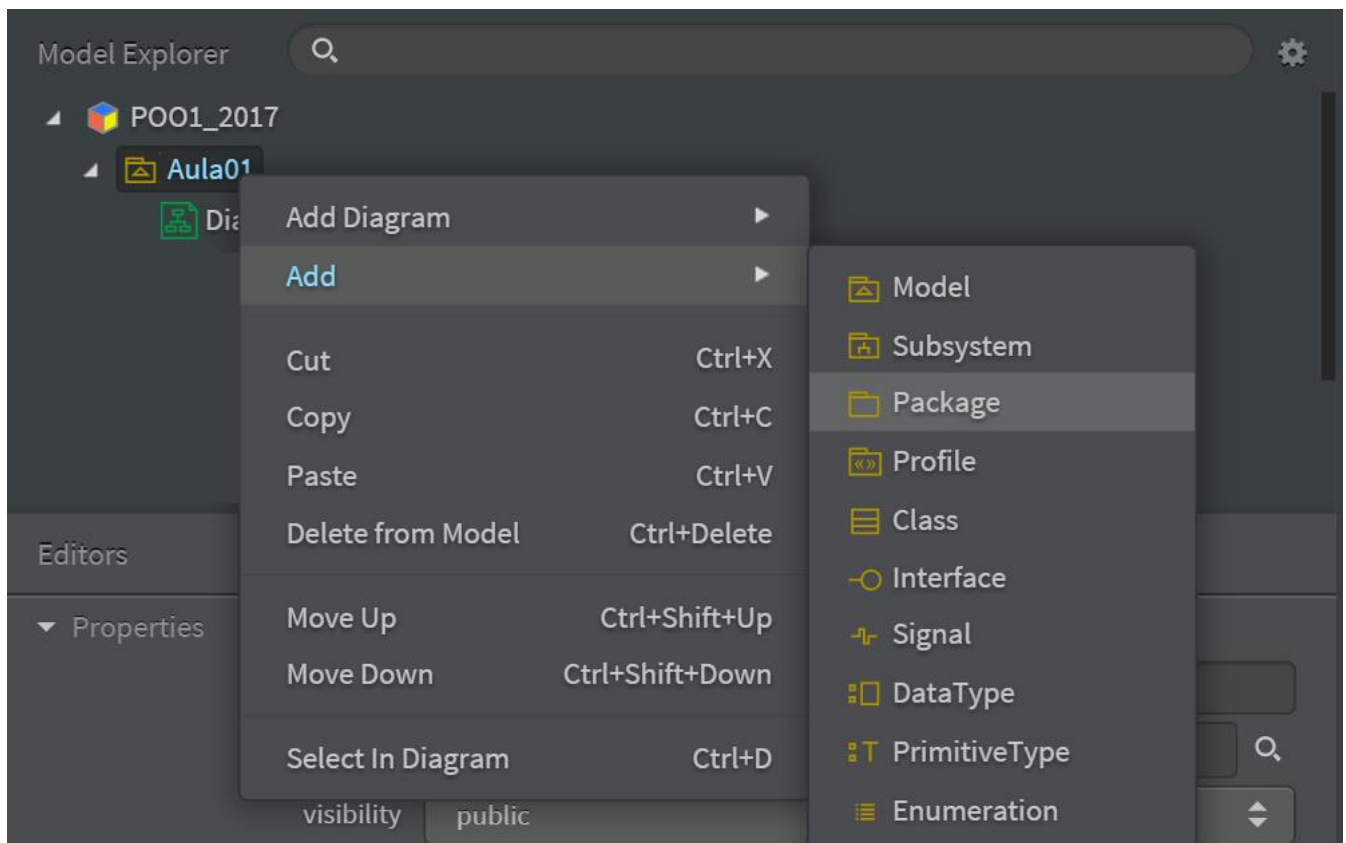 Model Explorer
POO1_2017
Aula01
Dia
Add Diagram
Add
Cut Ctrl+X
Copy Ctrl+C
Paste Ctrl+V
Delete from Model Ctrl+Delete
Move Up Ctrl+Shift+Up
Move Down Ctrl+Shift+Down
Select In Diagram Ctrl+D
Model
Subsystem
Package
Profile
Class
Interface
Signal
DataType
PrimitiveType
Enumeration
Editors
Properties
visibility public